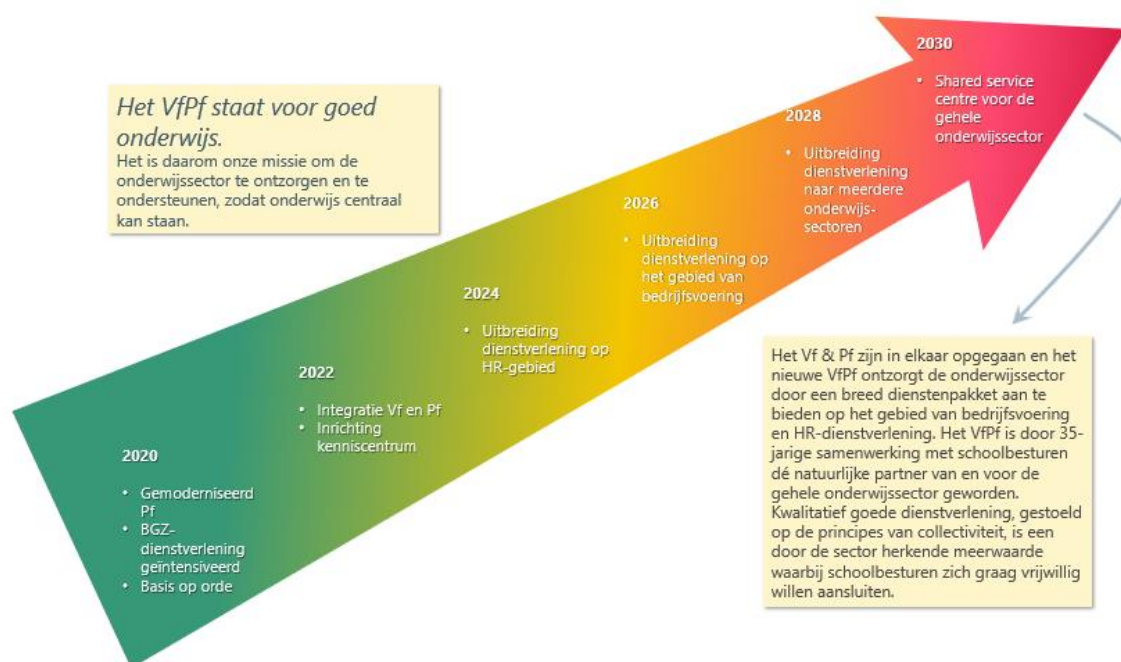 Het VfPf staat voor goed
onderwijs.
Het is daarom onze missie om de
onderwijssector te ontzorgen en te
ondersteunen, zodat onderwijs centraal
kan staan.
2020
• Gemoderniseerd
Pf
• BGZ-
dienstverlening
geïntensiveerd
• Basis op orde
2022
• Integratie Vf en Pf
• Inrichting
kenniscentrum
2024
• Uitbreiding
dienstverlening op
HR-gebied
2026
• Uitbreiding
dienstverlening op
het gebied van
bedrijfsvoering
2028
• Uitbreiding
dienstverlening
naar meerdere
onderwijs-
sectoren
2030
• Shared service
centre voor de
gehele
onderwijssector
Het Vf & Pf zijn in elkaar opgegaan en het
nieuwe VfPf ontzorgt de onderwijssector
door een breed dienstenpakket aan te
bieden op het gebied van bedrijfsvoering
en HR-dienstverlening. Het VfPf is door 35-
jarige samenwerking met schoolbesturen
dé natuurlijke partner van en voor de
gehele onderwijssector geworden.
Kwalitatief goede dienstverlening, gestoeld
op de principes van collectiviteit, is een
door de sector herkende meerwaarde
waarbij schoolbesturen zich graag vrijwillig
willen aansluiten.